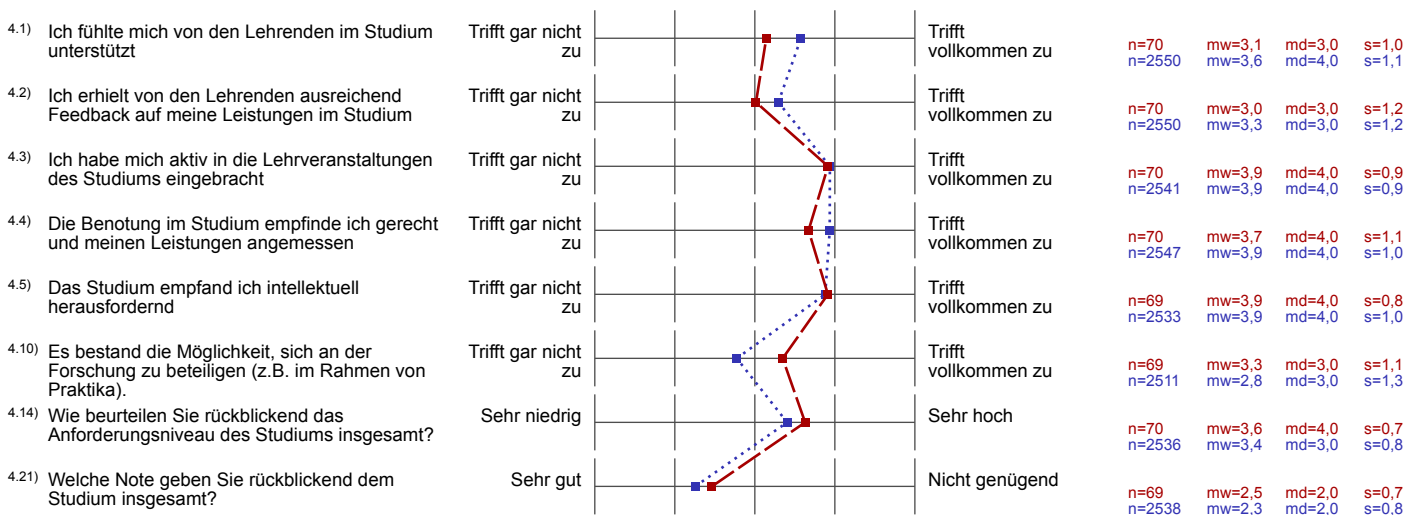 4.1) Ich fühlte mich von den Lehrenden im Studium
unterstützt
Trifft gar nicht
zu
Trifft
vollkommen zu
n=70 mw=3,1 md=3,0 s=1,0
n=2550 mw=3,6 md=4,0 s=1,1
4.2) Ich erhielt von den Lehrenden ausreichend
Feedback auf meine Leistungen im Studium
Trifft gar nicht
zu
Trifft
vollkommen zu
n=70 mw=3,0 md=3,0 s=1,2
n=2550 mw=3,3 md=3,0 s=1,2
4.3) Ich habe mich aktiv in die Lehrveranstaltungen
des Studiums eingebracht
Trifft gar nicht
zu
Trifft
vollkommen zu
n=70 mw=3,9 md=4,0 s=0,9
n=2541 mw=3,9 md=4,0 s=0,9
4.4) Die Benotung im Studium empfinde ich gerecht
und meinen Leistungen angemessen
Trifft gar nicht
zu
Trifft
vollkommen zu
n=70 mw=3,7 md=4,0 s=1,1
n=2547 mw=3,9 md=4,0 s=1,0
4.5) Das Studium empfand ich intellektuell
herausfordernd
Trifft gar nicht
zu
Trifft
vollkommen zu
n=69 mw=3,9 md=4,0 s=0,8
n=2533 mw=3,9 md=4,0 s=1,0
4.10) Es bestand die Möglichkeit, sich an der
Forschung zu beteiligen (z.B. im Rahmen von
Praktika).
Trifft gar nicht
zu
Trifft
vollkommen zu
n=69 mw=3,3 md=3,0 s=1,1
n=2511 mw=2,8 md=3,0 s=1,3
4.14) Wie beurteilen Sie rückblickend das
Anforderungsniveau des Studiums insgesamt?
Sehr niedrig
Sehr hoch
n=70 mw=3,6 md=4,0 s=0,7
n=2536 mw=3,4 md=3,0 s=0,8
4.21) Welche Note geben Sie rückblickend dem
Studium insgesamt?
Sehr gut
Nicht genügend
n=69 mw=2,5 md=2,0 s=0,7
n=2538 mw=2,3 md=2,0 s=0,8